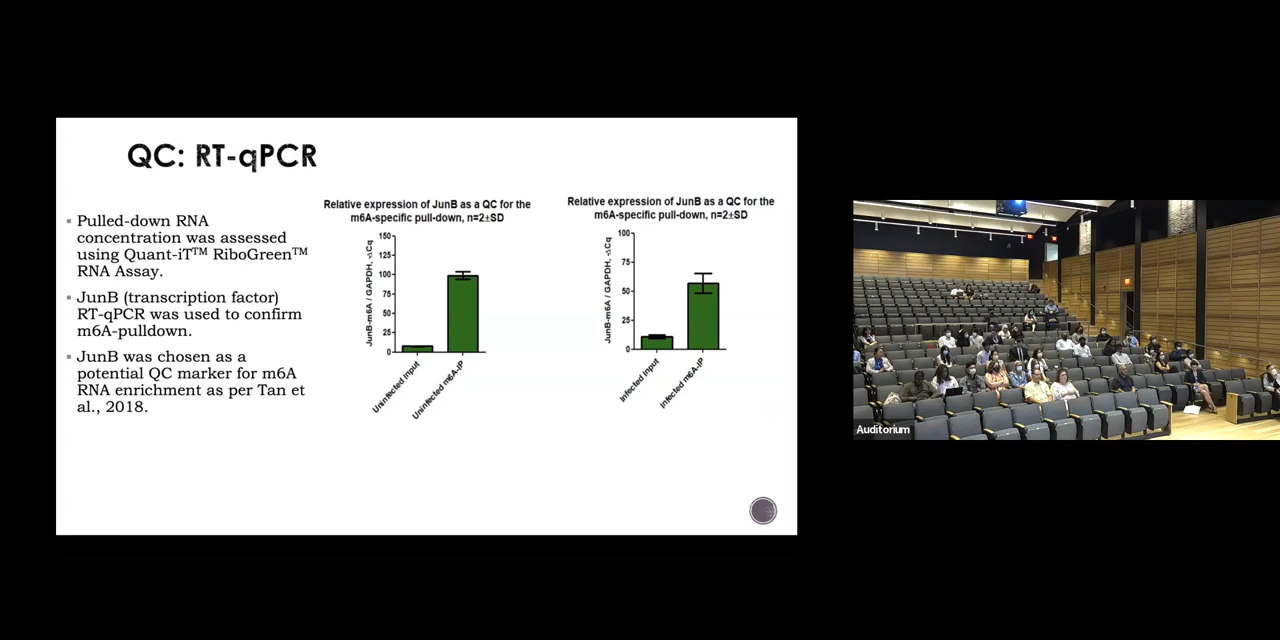 QC: RT-qPCR
Pulled-down RNA
concentration was assessed
using Quant-iT™ RiboGreen™
RNA Assay.
JunB (transcription factor)
RT-qPCR was used to confirm
m6A-pulldown.
JunB was chosen as a
potential QC marker for m6A
RNA enrichment as per Tan et
al., 2018.
Relative expression of JunB as a QC for the
m6A-specific pull-down, n=2±SD
JunB-m6A / GAPDH, -ΔCq
150
125
100
75
50
25
0
Uninfected Input
Uninfected m6A-IP
Relative expression of JunB as a QC for the
m6A-specific pull-down, n=2±SD
JunB-m6A / GAPDH, -ΔCq
100
75
50
25
0
Infected Input
Infected m6A-IP
Auditorium